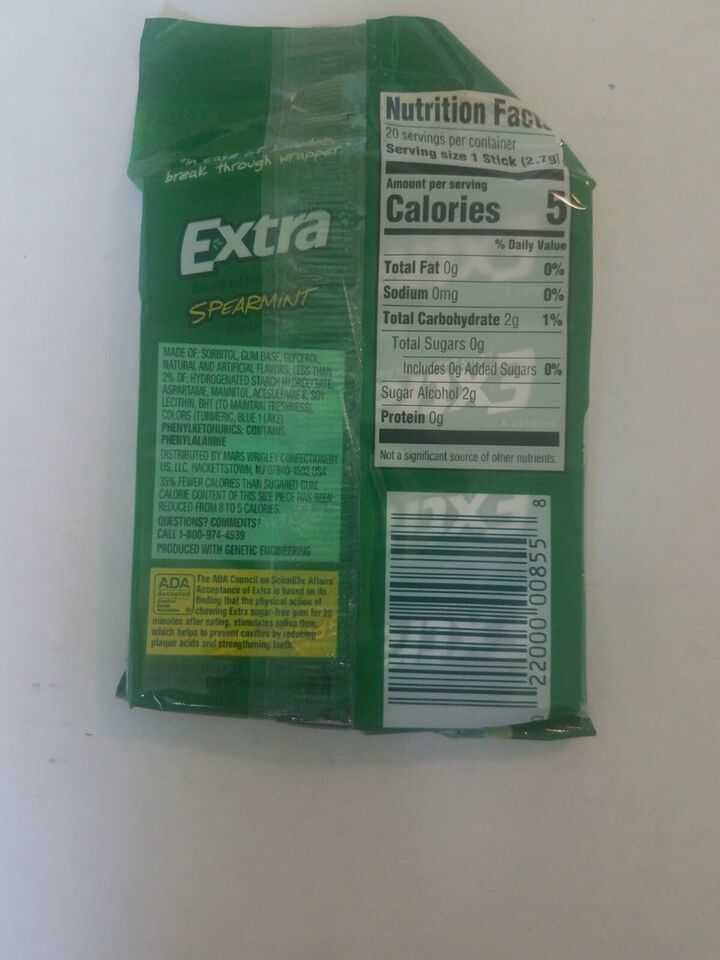 break through wrapper.
Extra
SPEARMINT
MADE OF: SORBITOL, GUM BASE, GLYCEROL,
NATURAL AND ARTIFICIAL FLAVORS; LESS THAN
2% OF: HYDROGENATED STARCH HYDROLYSATE,
ASPARTAME, MANNITOL, ACESULFAME K, SOY
LECITHIN, BHT (TO MAINTAIN FRESHNESS),
COLORS (TURMERIC, BLUE 1 LAKE).
PHENYLKETONURICS: CONTAINS
PHENYLALANINE
DISTRIBUTED BY MARS WRIGLEY CONFECTIONERY
US, LLC, HACKETTSTOWN, NJ 07840-1503 USA
35% FEWER CALORIES THAN SUGARED GUM.
CALORIE CONTENT OF THIS SIZE PIECE HAS BEEN
REDUCED FROM 8 TO 5 CALORIES.
QUESTIONS? COMMENTS?
CALL 1-800-974-4539
PRODUCED WITH GENETIC ENGINEERING
ADA
Accepted
The ADA Council on Scientific Affairs'
Acceptance of Extra is based on its
finding that the physical action of
chewing Extra sugar-free gum for 20
minutes after eating, stimulates saliva flow,
which helps to prevent cavities by reducing
plaque acids and strengthening teeth.
Nutrition Facts
20 servings per container
Serving size 1 Stick (2.7g)
Amount per serving
Calories 5
% Daily Value
Total Fat 0g 0%
Sodium 0mg 0%
Total Carbohydrate 2g 1%
Total Sugars 0g
Includes 0g Added Sugars 0%
Sugar Alcohol 2g
Protein 0g
Not a significant source of other nutrients.
0 22000 00855 8